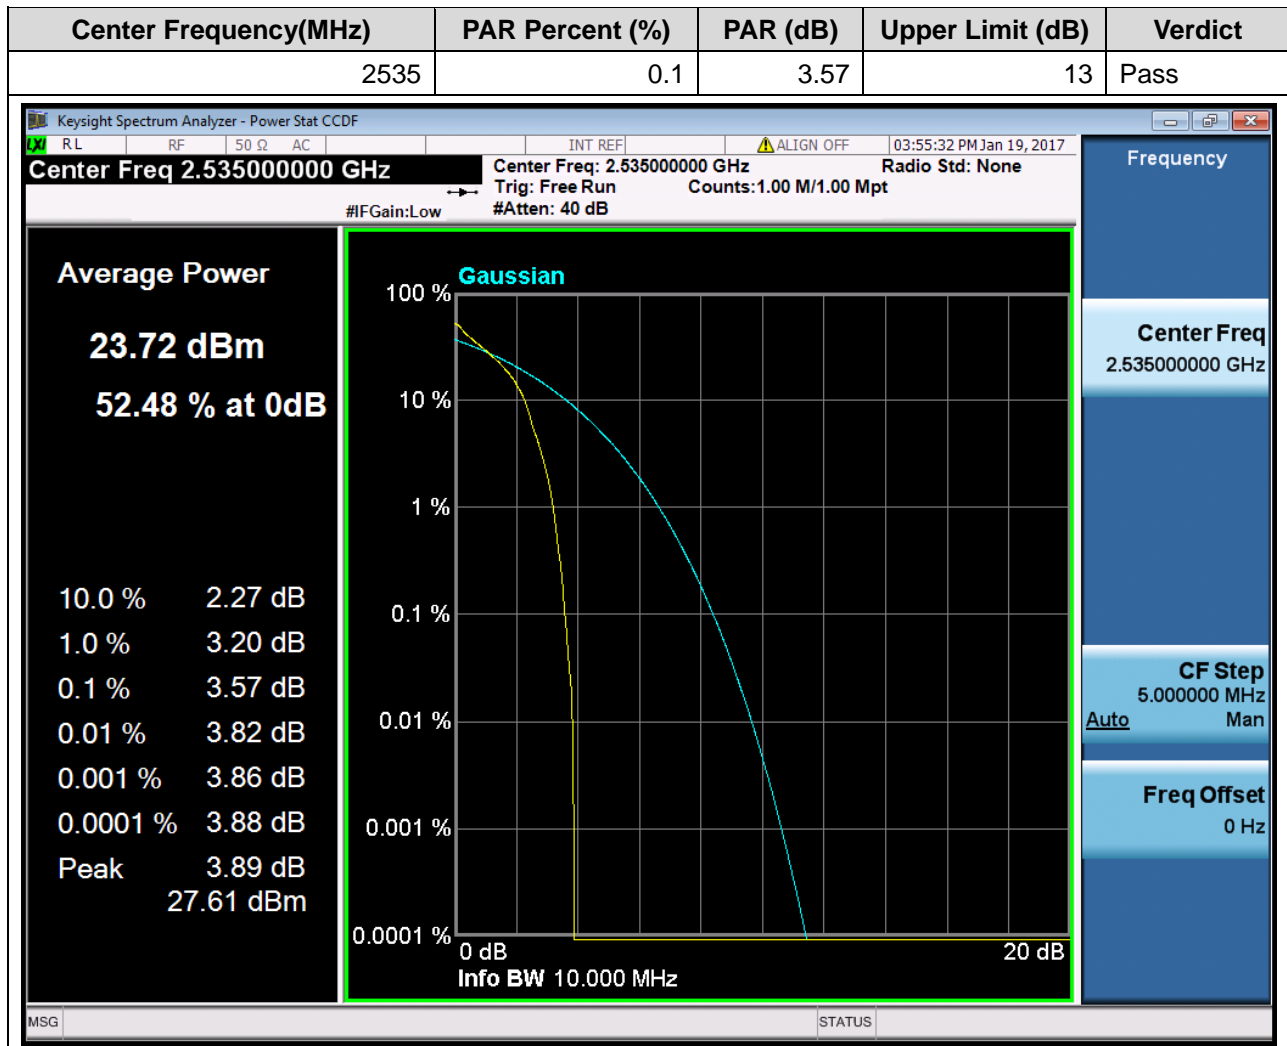 Center Frequency(MHz) PAR Percent (%) PAR (dB) Upper Limit (dB) Verdict
2535 0.1 3.57 13 Pass
Keysight Spectrum Analyzer - Power Stat CCDF
LXI RL RF 50 Ω AC INT REF ALIGN OFF 03:55:32 PM Jan 19, 2017
Center Freq 2.535000000 GHz
Center Freq: 2.535000000 GHz Radio Std: None
Trig: Free Run Counts:1.00 M/1.00 Mpt
#IFGain:Low #Atten: 40 dB
Frequency
Center Freq
2.535000000 GHz
CF Step
5.000000 MHz
Auto Man
Freq Offset
0 Hz
Average Power
23.72 dBm
52.48 % at 0dB
10.0 % 2.27 dB
1.0 % 3.20 dB
0.1 % 3.57 dB
0.01 % 3.82 dB
0.001 % 3.86 dB
0.0001 % 3.88 dB
Peak 3.89 dB
27.61 dBm
Gaussian
100 %
10 %
1 %
0.1 %
0.01 %
0.001 %
0.0001 %
0 dB 20 dB
Info BW 10.000 MHz
MSG STATUS